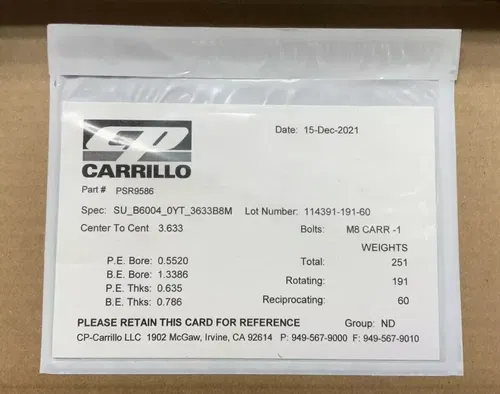 CP
CARRILLO
Date: 15-Dec-2021
Part # PSR9586
Spec: SU_B6004_0YT_3633B8M Lot Number: 114391-191-60
Center To Cent 3.633 Bolts: M8 CARR -1
WEIGHTS
P.E. Bore: 0.5520 Total: 251
B.E. Bore: 1.3386 Rotating: 191
P.E. Thks: 0.635 Reciprocating: 60
B.E. Thks: 0.786
PLEASE RETAIN THIS CARD FOR REFERENCE Group: ND
CP-Carrillo LLC 1902 McGaw, Irvine, CA 92614 P: 949-567-9000 F: 949-567-9010